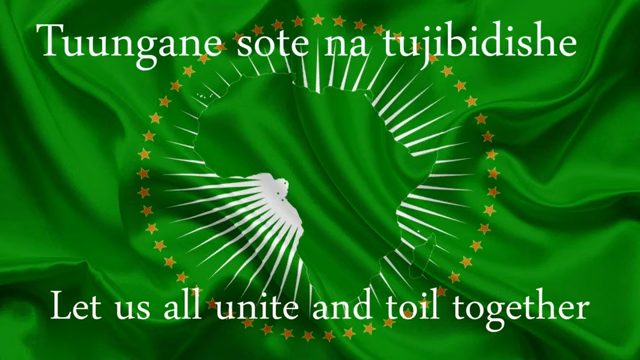 Tuungane sote na tujibidishe
Let us all unite and toil together